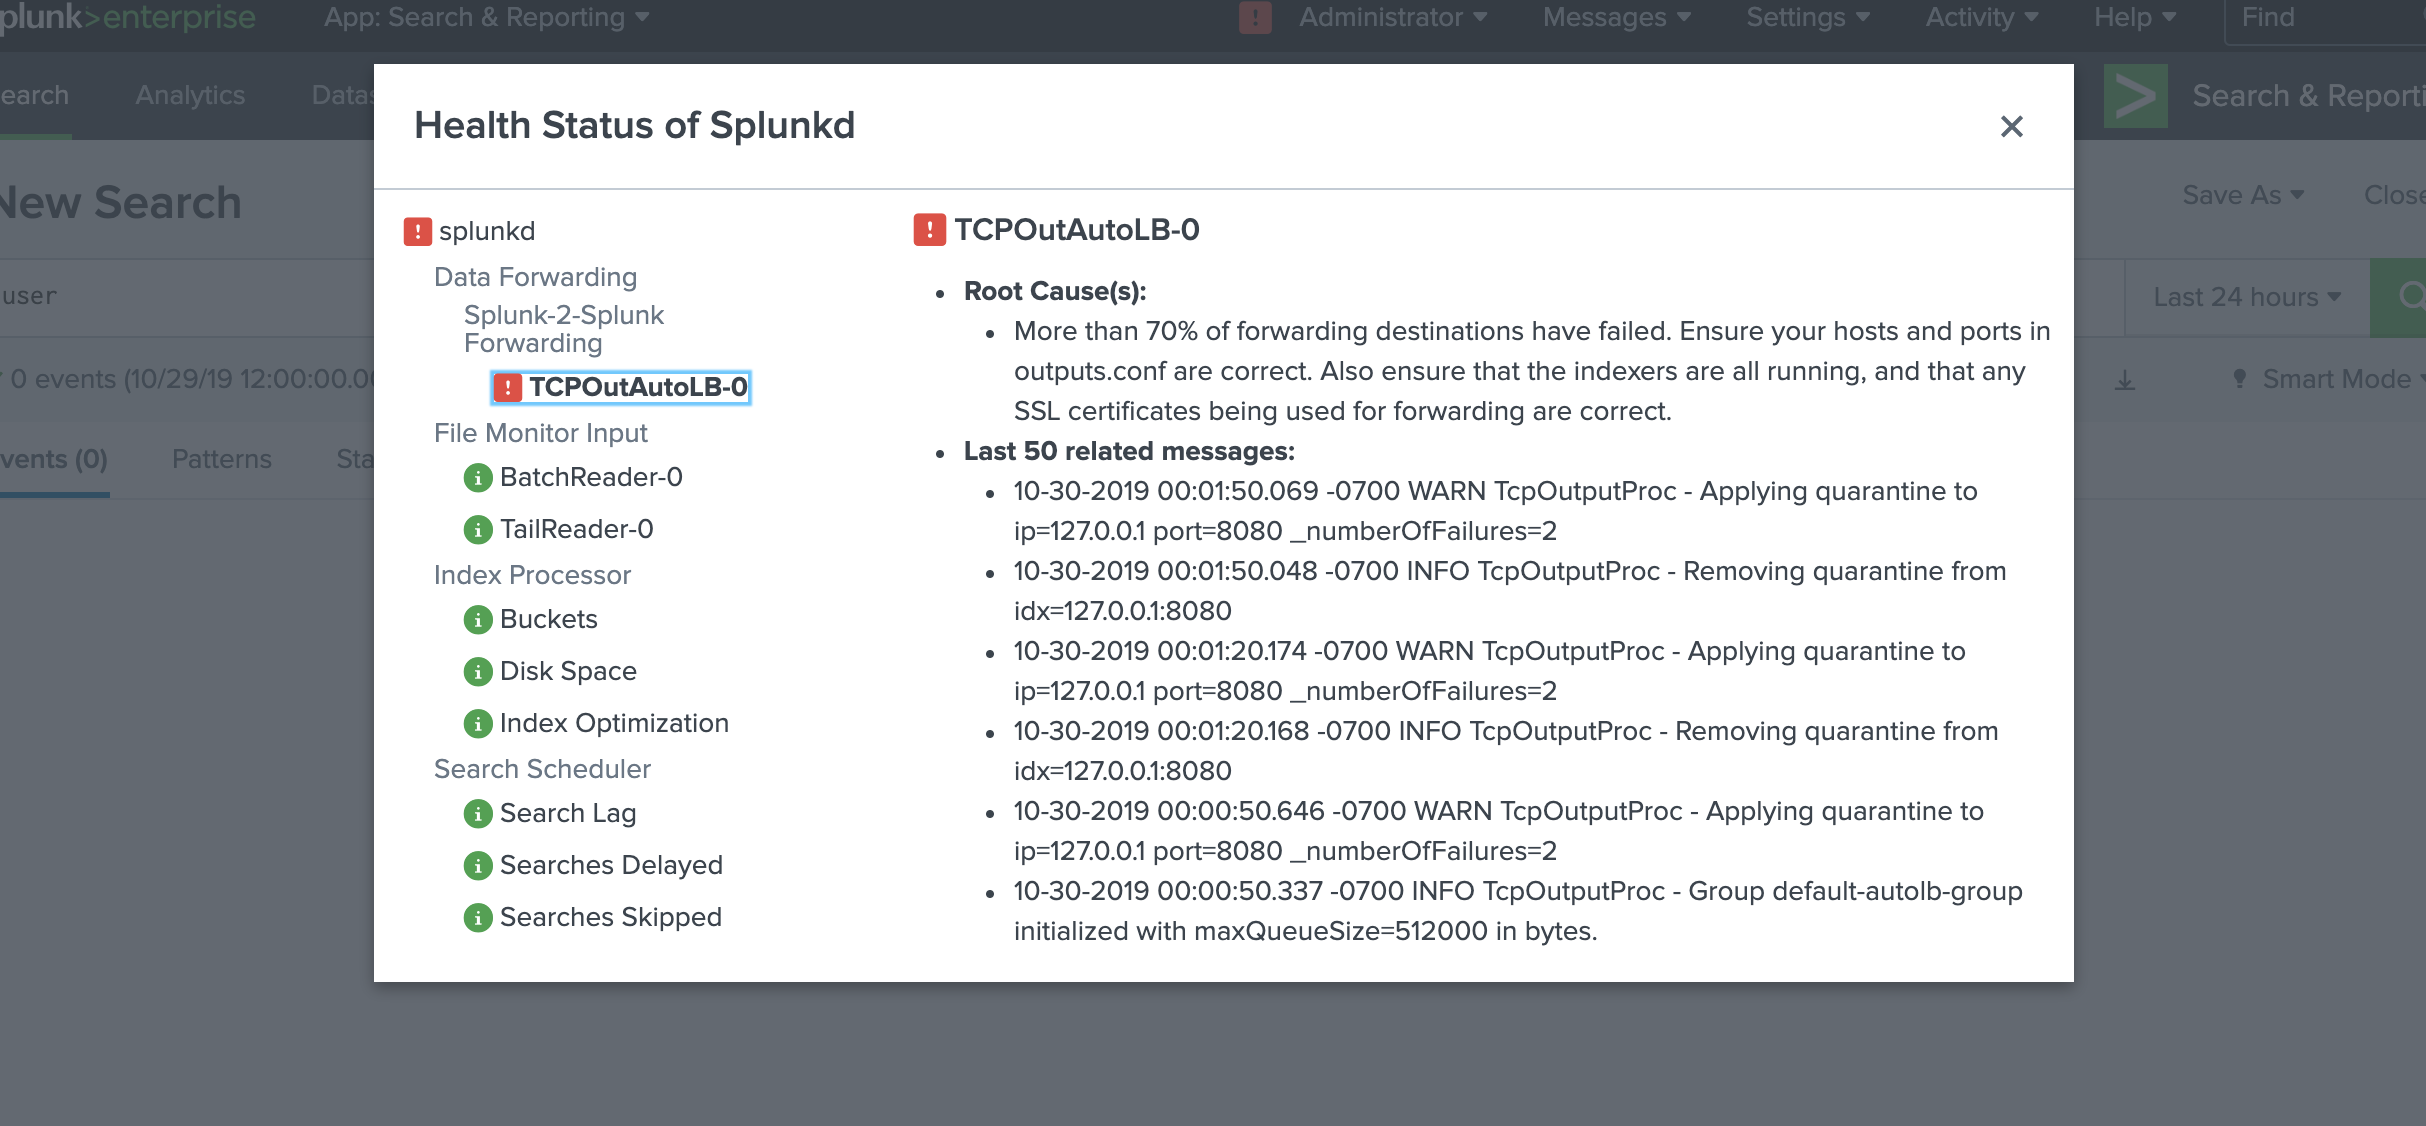 plunk>enterprise App: Search & Reporting Administrator Messages Settings Activity Help Find
earch Analytics Datas Search & Reporti
Health Status of Splunkd
New Search Save As Close
user Last 24 hours
0 events (10/29/19 12:00:00.00 Smart Mode
vents (0) Patterns Sta
splunkd
Data Forwarding
Splunk-2-Splunk
Forwarding
TCPOutAutoLB-0
File Monitor Input
BatchReader-0
TailReader-0
Index Processor
Buckets
Disk Space
Index Optimization
Search Scheduler
Search Lag
Searches Delayed
Searches Skipped
TCPOutAutoLB-0
Root Cause(s):
More than 70% of forwarding destinations have failed. Ensure your hosts and ports in
outputs.conf are correct. Also ensure that the indexers are all running, and that any
SSL certificates being used for forwarding are correct.
Last 50 related messages:
10-30-2019 00:01:50.069 -0700 WARN TcpOutputProc - Applying quarantine to
ip=127.0.0.1 port=8080 _numberOfFailures=2
10-30-2019 00:01:50.048 -0700 INFO TcpOutputProc - Removing quarantine from
idx=127.0.0.1:8080
10-30-2019 00:01:20.174 -0700 WARN TcpOutputProc - Applying quarantine to
ip=127.0.0.1 port=8080 _numberOfFailures=2
10-30-2019 00:01:20.168 -0700 INFO TcpOutputProc - Removing quarantine from
idx=127.0.0.1:8080
10-30-2019 00:00:50.646 -0700 WARN TcpOutputProc - Applying quarantine to
ip=127.0.0.1 port=8080 _numberOfFailures=2
10-30-2019 00:00:50.337 -0700 INFO TcpOutputProc - Group default-autolb-group
initialized with maxQueueSize=512000 in bytes.